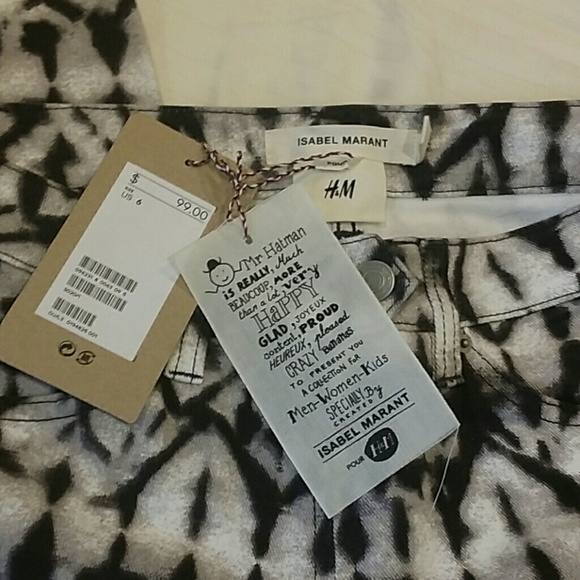 ISABEL MARANT
H&M
$
99.00
SIZE
US 6
Mr Hatman
is REALLY, Much
BEAUCOUP, MORE
than a lot, very
HAPPY
GLAD, JOYEUX
content, PROUD
HEUREUX, pleased
CRAZY Bananas
TO PRESENT YOU
A COLLECTION FOR
Men-Women-Kids
SPECIALLY By
CREATED
ISABEL MARANT
POUR H&M